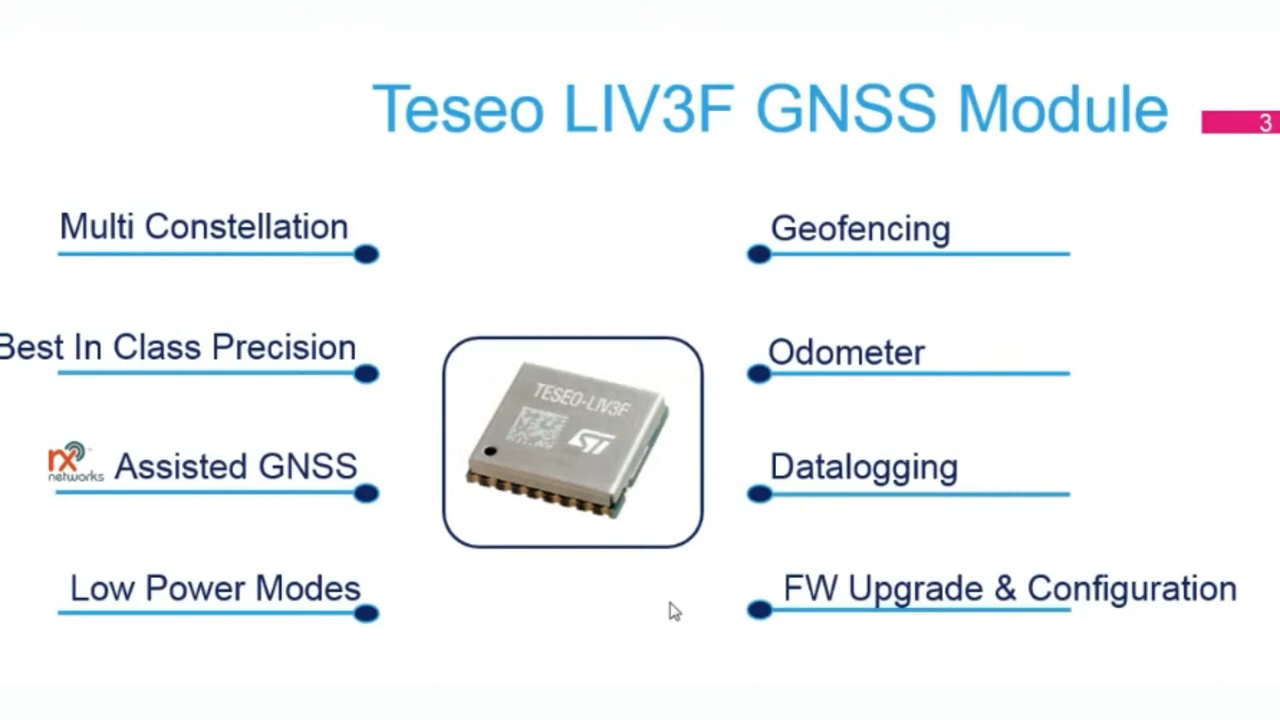 Teseo LIV3F GNSS Module
3
Multi Constellation
Best In Class Precision
rx networks Assisted GNSS
Low Power Modes
TESEO-LIV3F
ST
Geofencing
Odometer
Datalogging
FW Upgrade & Configuration